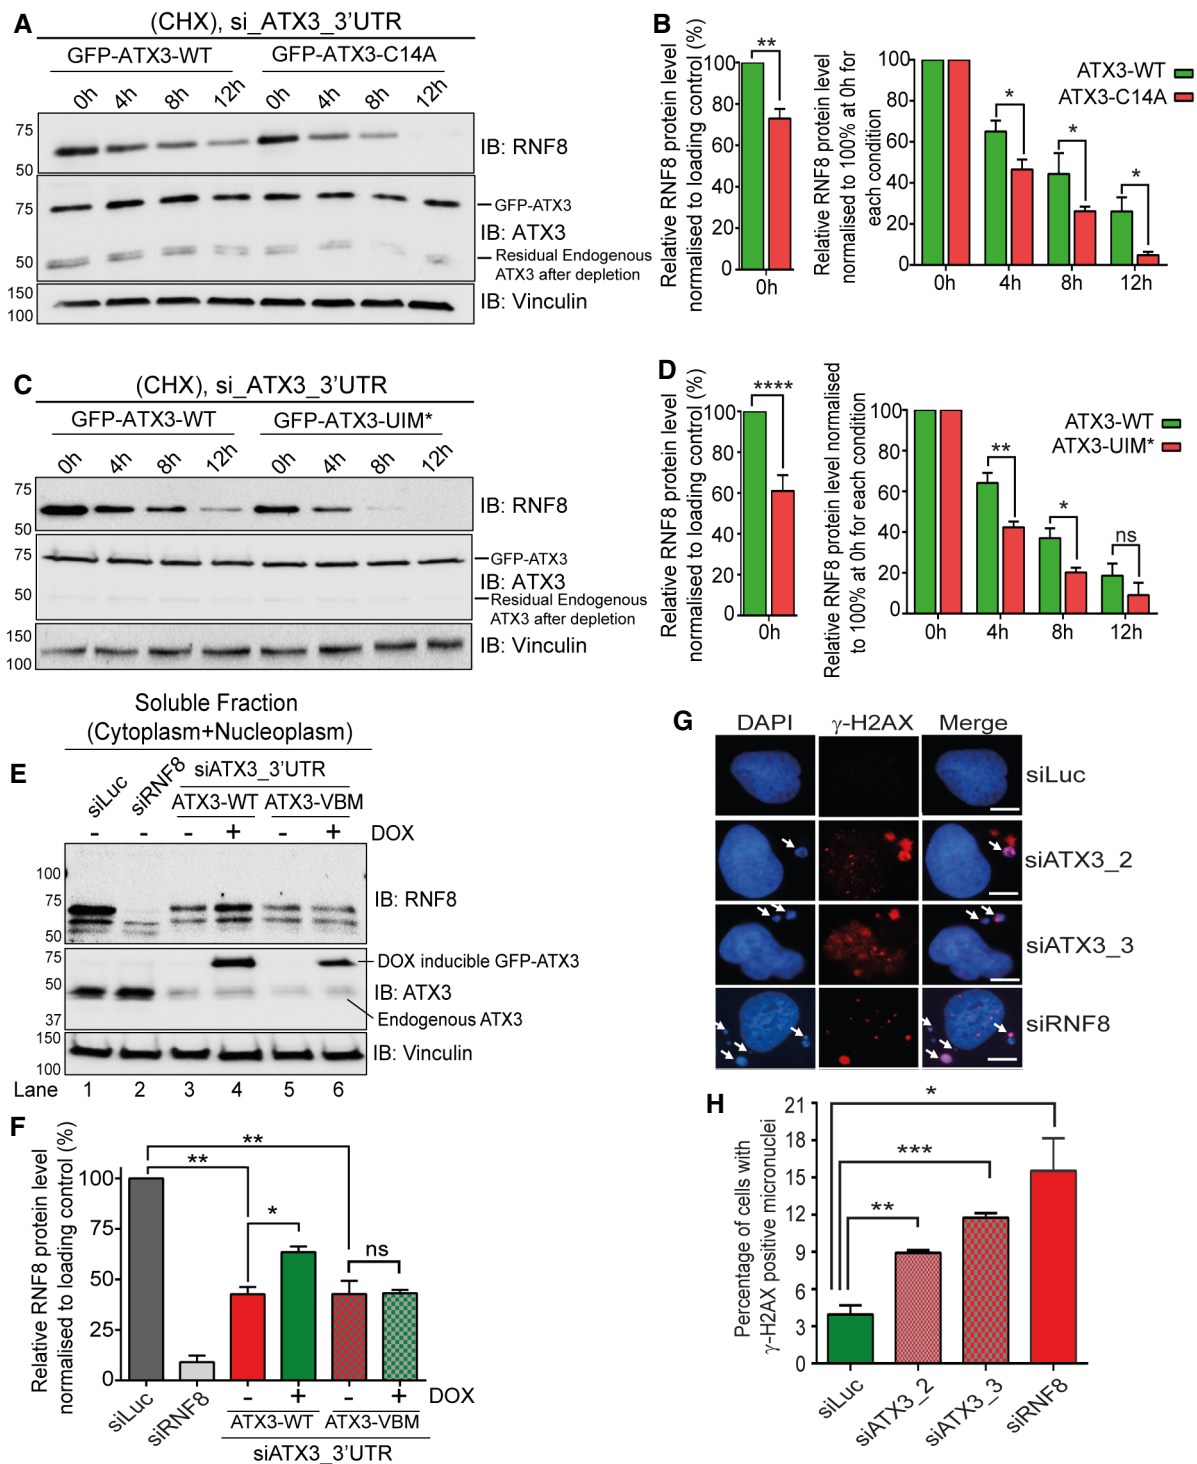 A
(CHX), si_ATX3_3'UTR
GFP-ATX3-WT
GFP-ATX3-C14A
0h 4h 8h 12h 0h 4h 8h 12h
75
50
IB: RNF8
75
50
GFP-ATX3
IB: ATX3
Residual Endogenous
ATX3 after depletion
150
100
IB: Vinculin
B
Relative RNF8 protein level
normalised to loading control (%)
100
80
60
40
20
0
**
0h
Relative RNF8 protein level
normalised to 100% at 0h for
each condition
100
80
60
40
20
0
*
*
*
0h 4h 8h 12h
ATX3-WT
ATX3-C14A
C
(CHX), si_ATX3_3'UTR
GFP-ATX3-WT
GFP-ATX3-UIM*
0h 4h 8h 12h 0h 4h 8h 12h
75
50
IB: RNF8
75
50
GFP-ATX3
IB: ATX3
Residual Endogenous
ATX3 after depletion
150
100
IB: Vinculin
D
Relative RNF8 protein level
normalised to loading control (%)
100
80
60
40
20
0
****
0h
Relative RNF8 protein level normalised
to 100% at 0h for each condition
100
80
60
40
20
0
**
*
ns
0h 4h 8h 12h
ATX3-WT
ATX3-UIM*
Soluble Fraction
(Cytoplasm+Nucleoplasm)
E
siLuc
siRNF8
siATX3_3'UTR
ATX3-WT ATX3-VBM
- - - + - + DOX
100
75
50
IB: RNF8
75
50
37
DOX inducible GFP-ATX3
IB: ATX3
Endogenous ATX3
150
100
IB: Vinculin
Lane 1 2 3 4 5 6
F
Relative RNF8 protein level
normalised to loading control (%)
100
75
50
25
0
**
**
*
ns
siLuc
siRNF8
- + - + DOX
ATX3-WT ATX3-VBM
siATX3_3'UTR
G
DAPI γ-H2AX Merge
siLuc
siATX3_2
siATX3_3
siRNF8
H
Percentage of cells with
γ-H2AX positive micronuclei
21
18
15
12
9
6
3
0
*
***
**
siLuc
siATX3_2
siATX3_3
siRNF8